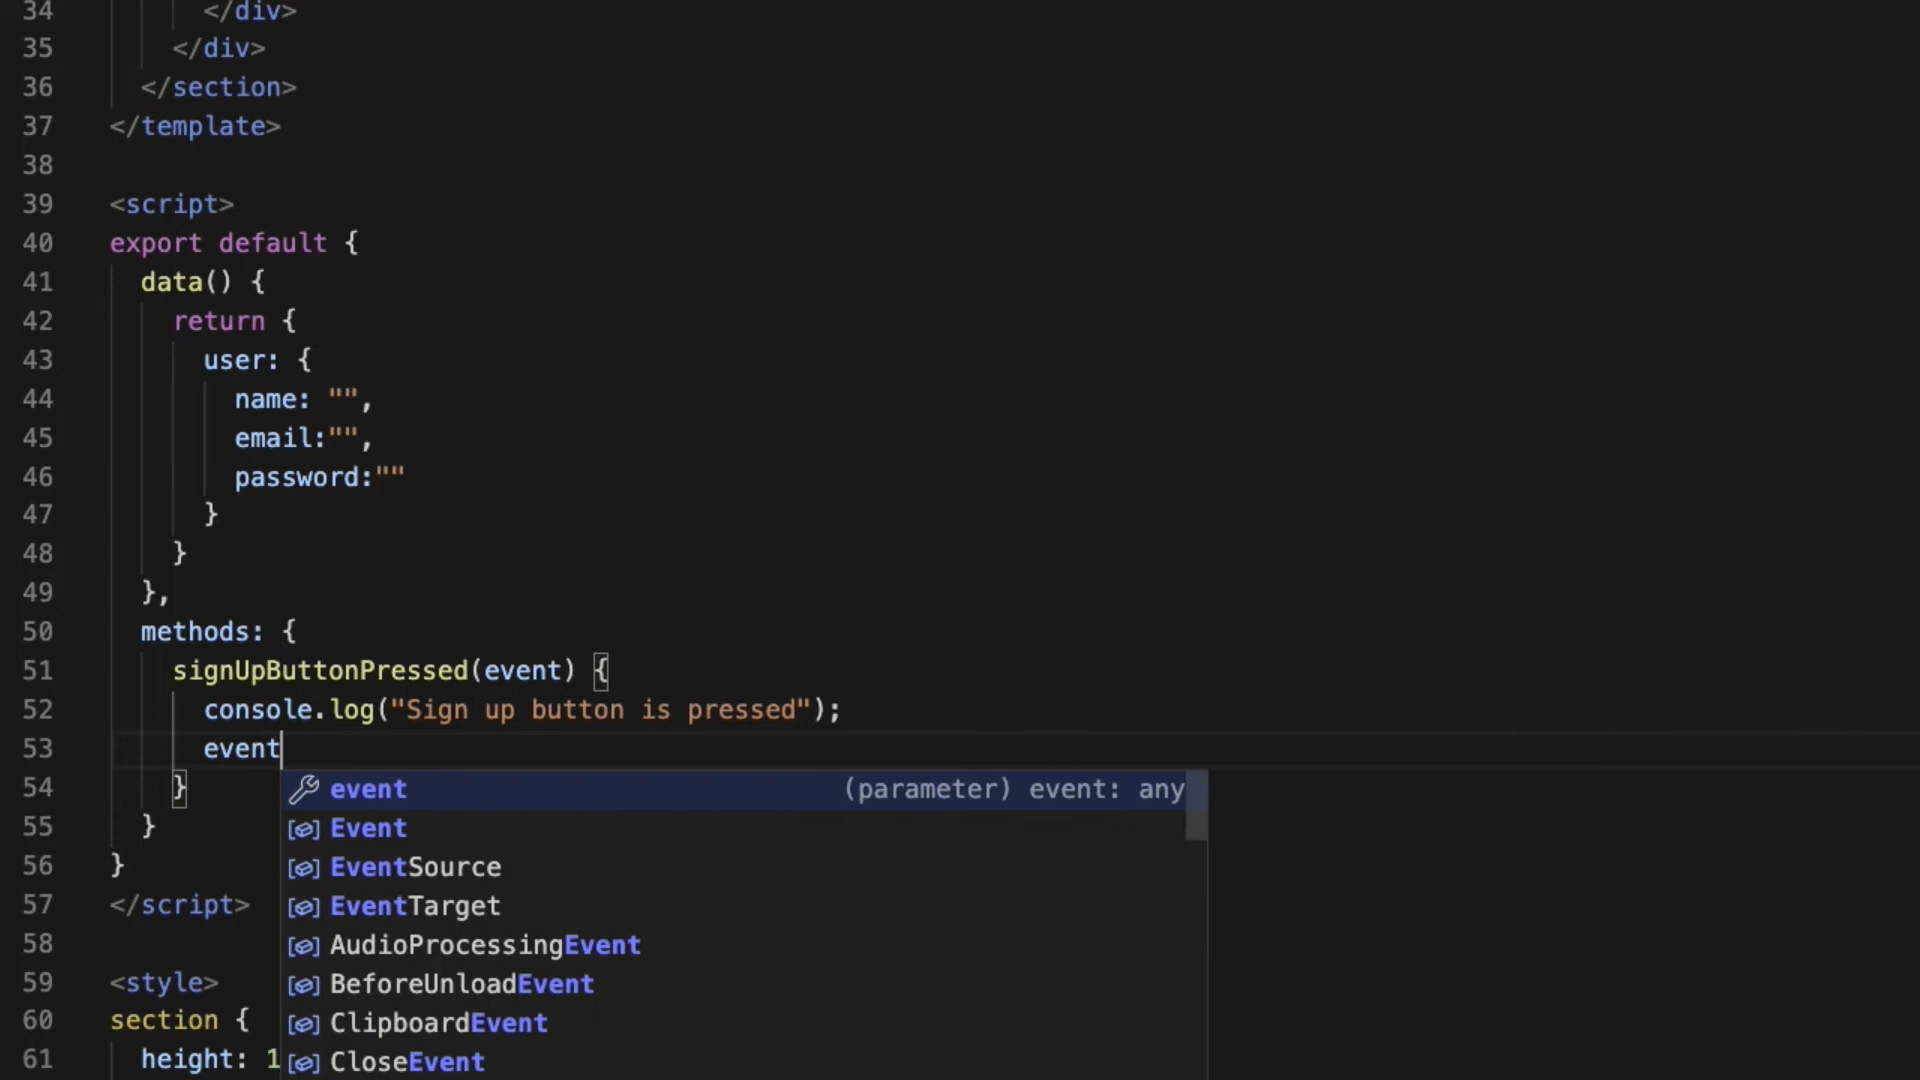 34 </div>
35 </div>
36 </section>
37 </template>
38
39 <script>
40 export default {
41 data() {
42 return {
43 user: {
44 name: "",
45 email:"",
46 password:""
47 }
48 }
49 },
50 methods: {
51 signUpButtonPressed(event) {
52 console.log("Sign up button is pressed");
53 event
54 } event (parameter) event: any
55 } Event
56 } EventSource
57 </script> EventTarget
58 AudioProcessingEvent
59 <style> BeforeUnloadEvent
60 section { ClipboardEvent
61 height: 1 CloseEvent